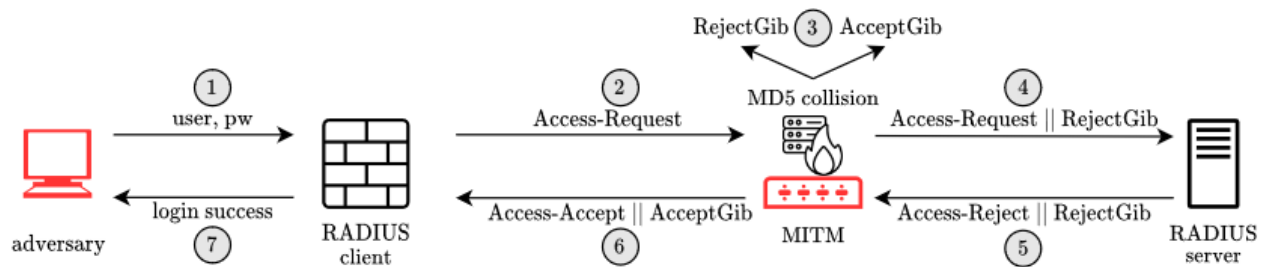 RejectGib 3 AcceptGib
1
2
MD5 collision
4
user, pw
Access-Request
Access-Request || RejectGib
login success
Access-Accept || AcceptGib
Access-Reject || RejectGib
adversary
7
RADIUS
client
6
MITM
5
RADIUS
server